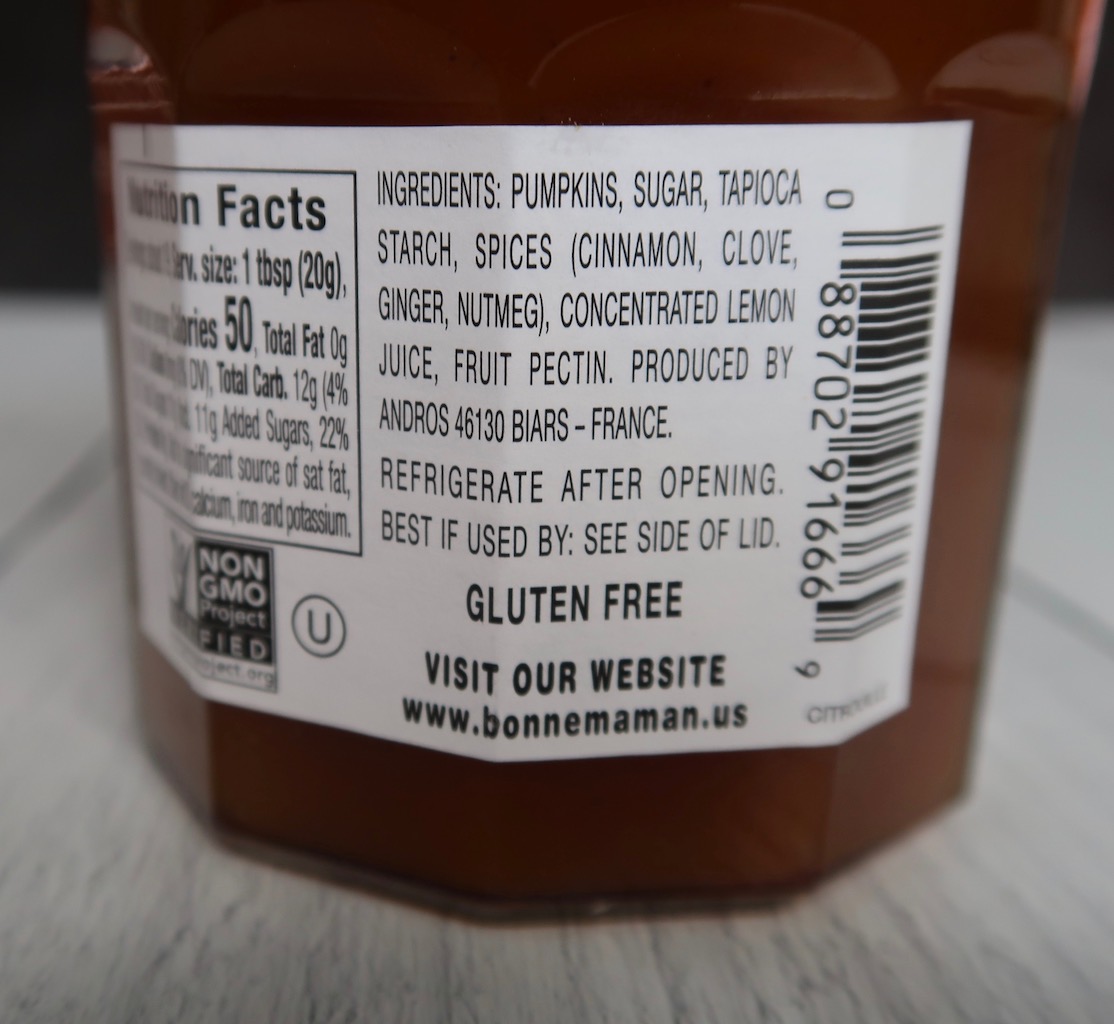 Nutrition Facts
size: 1 tbsp (20g),
Calories 50, Total Fat 0g
DV), Total Carb. 12g (4%
11g Added Sugars, 22%
significant source of sat fat,
calcium, iron and potassium.
NON
GMO
Project
FIED
ject.org
U
INGREDIENTS: PUMPKINS, SUGAR, TAPIOCA
STARCH, SPICES (CINNAMON, CLOVE,
GINGER, NUTMEG), CONCENTRATED LEMON
JUICE, FRUIT PECTIN. PRODUCED BY
ANDROS 46130 BIARS – FRANCE.
REFRIGERATE AFTER OPENING.
BEST IF USED BY: SEE SIDE OF LID.
GLUTEN FREE
VISIT OUR WEBSITE
www.bonnemaman.us
0 88702 91666 9